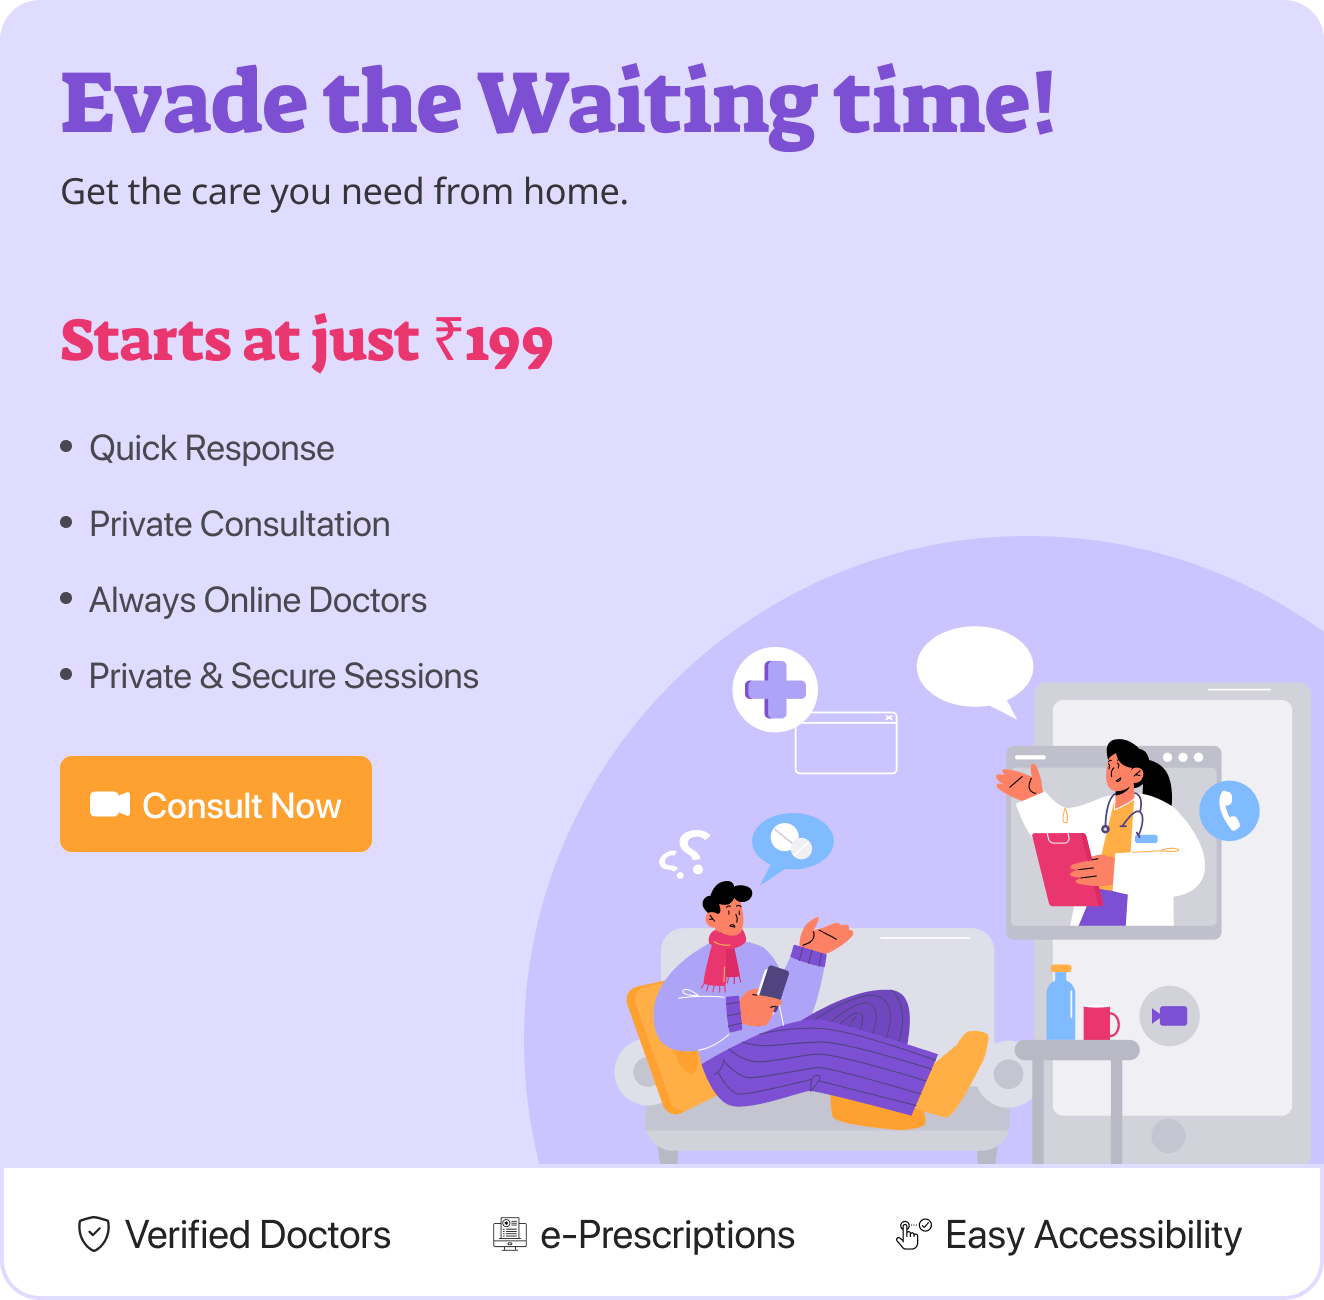 Evade the Waiting time!
Get the care you need from home.
Starts at just ₹199
• Quick Response
• Private Consultation
• Always Online Doctors
• Private & Secure Sessions
Consult Now
??
Verified Doctors
e-Prescriptions
Easy Accessibility